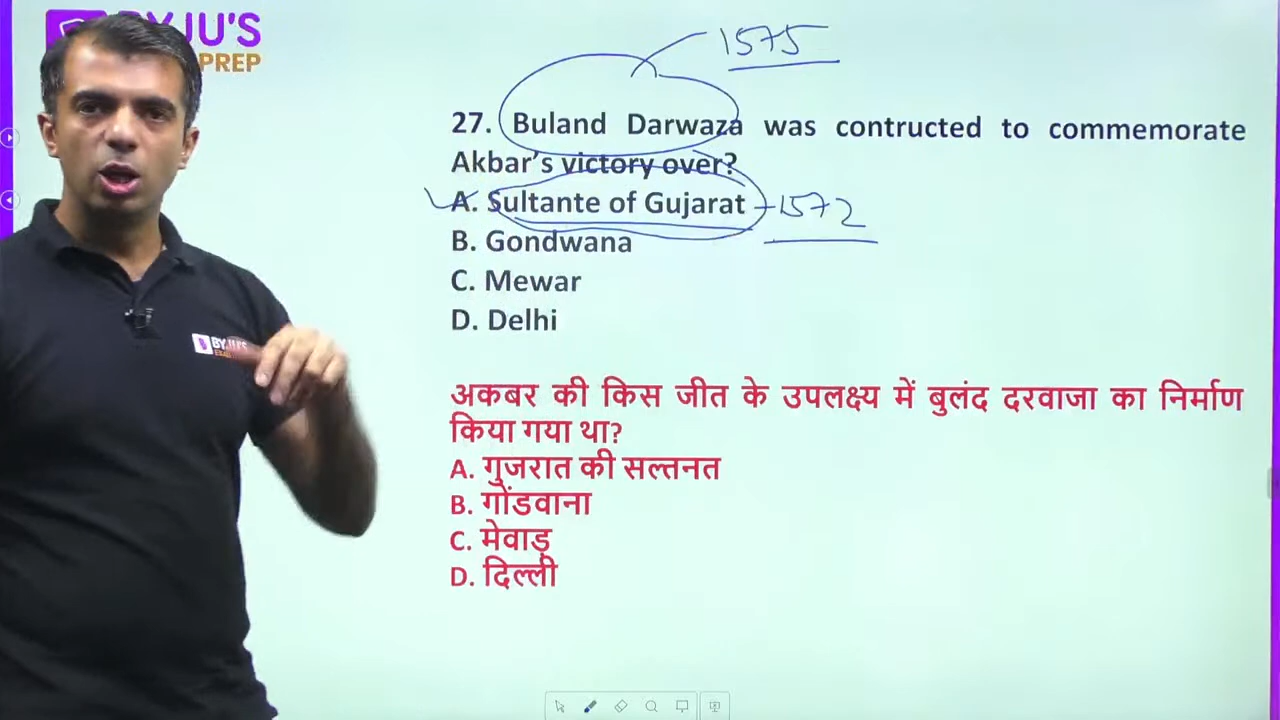 BYJU'S
PREP
1575
27. Buland Darwaza was contructed to commemorate
Akbar's victory over?
A. Sultante of Gujarat - 1572
B. Gondwana
C. Mewar
D. Delhi
अकबर की किस जीत के उपलक्ष्य में बुलंद दरवाजा का निर्माण
किया गया था?
A. गुजरात की सल्तनत
B. गोंडवाना
C. मेवाड़
D. दिल्ली
BYJU'S